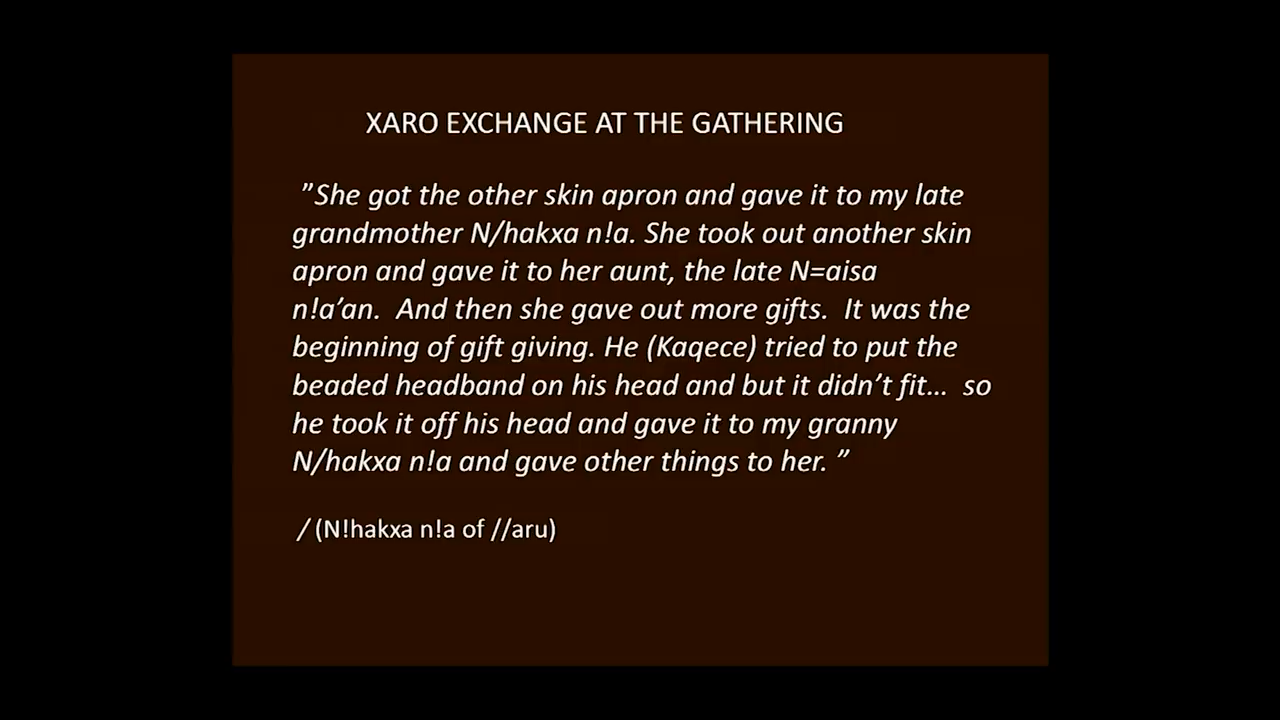 XARO EXCHANGE AT THE GATHERING
”She got the other skin apron and gave it to my late
grandmother N/hakxa n!a. She took out another skin
apron and gave it to her aunt, the late N=aisa
n!a’an.  And then she gave out more gifts.  It was the
beginning of gift giving. He (Kaqece) tried to put the
beaded headband on his head and but it didn’t fit…  so
he took it off his head and gave it to my granny
N/hakxa n!a and gave other things to her. ”
/ (N!hakxa n!a of //aru)